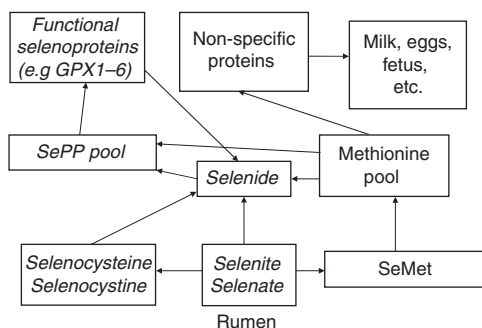 Functional
selenoproteins
(e.g GPX1–6)
Non-specific
proteins
Milk, eggs,
fetus,
etc.
SePP pool
Selenide
Methionine
pool
Selenocysteine
Selenocystine
Selenite
Selenate
SeMet
Rumen